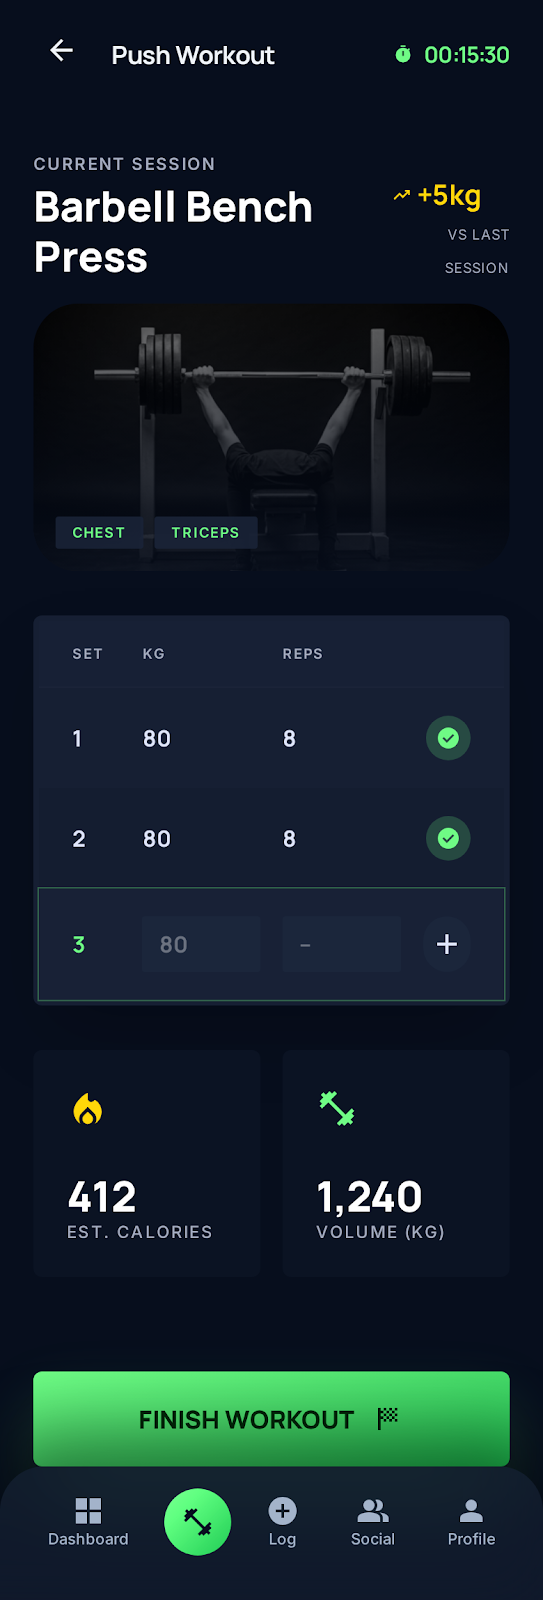 Push Workout
00:15:30
CURRENT SESSION
Barbell Bench
Press
+5kg
VS LAST
SESSION
CHEST
TRICEPS
SET KG REPS
1 80 8
2 80 8
3 80 –
412
EST. CALORIES
1,240
VOLUME (KG)
FINISH WORKOUT
Dashboard
Log
Social
Profile